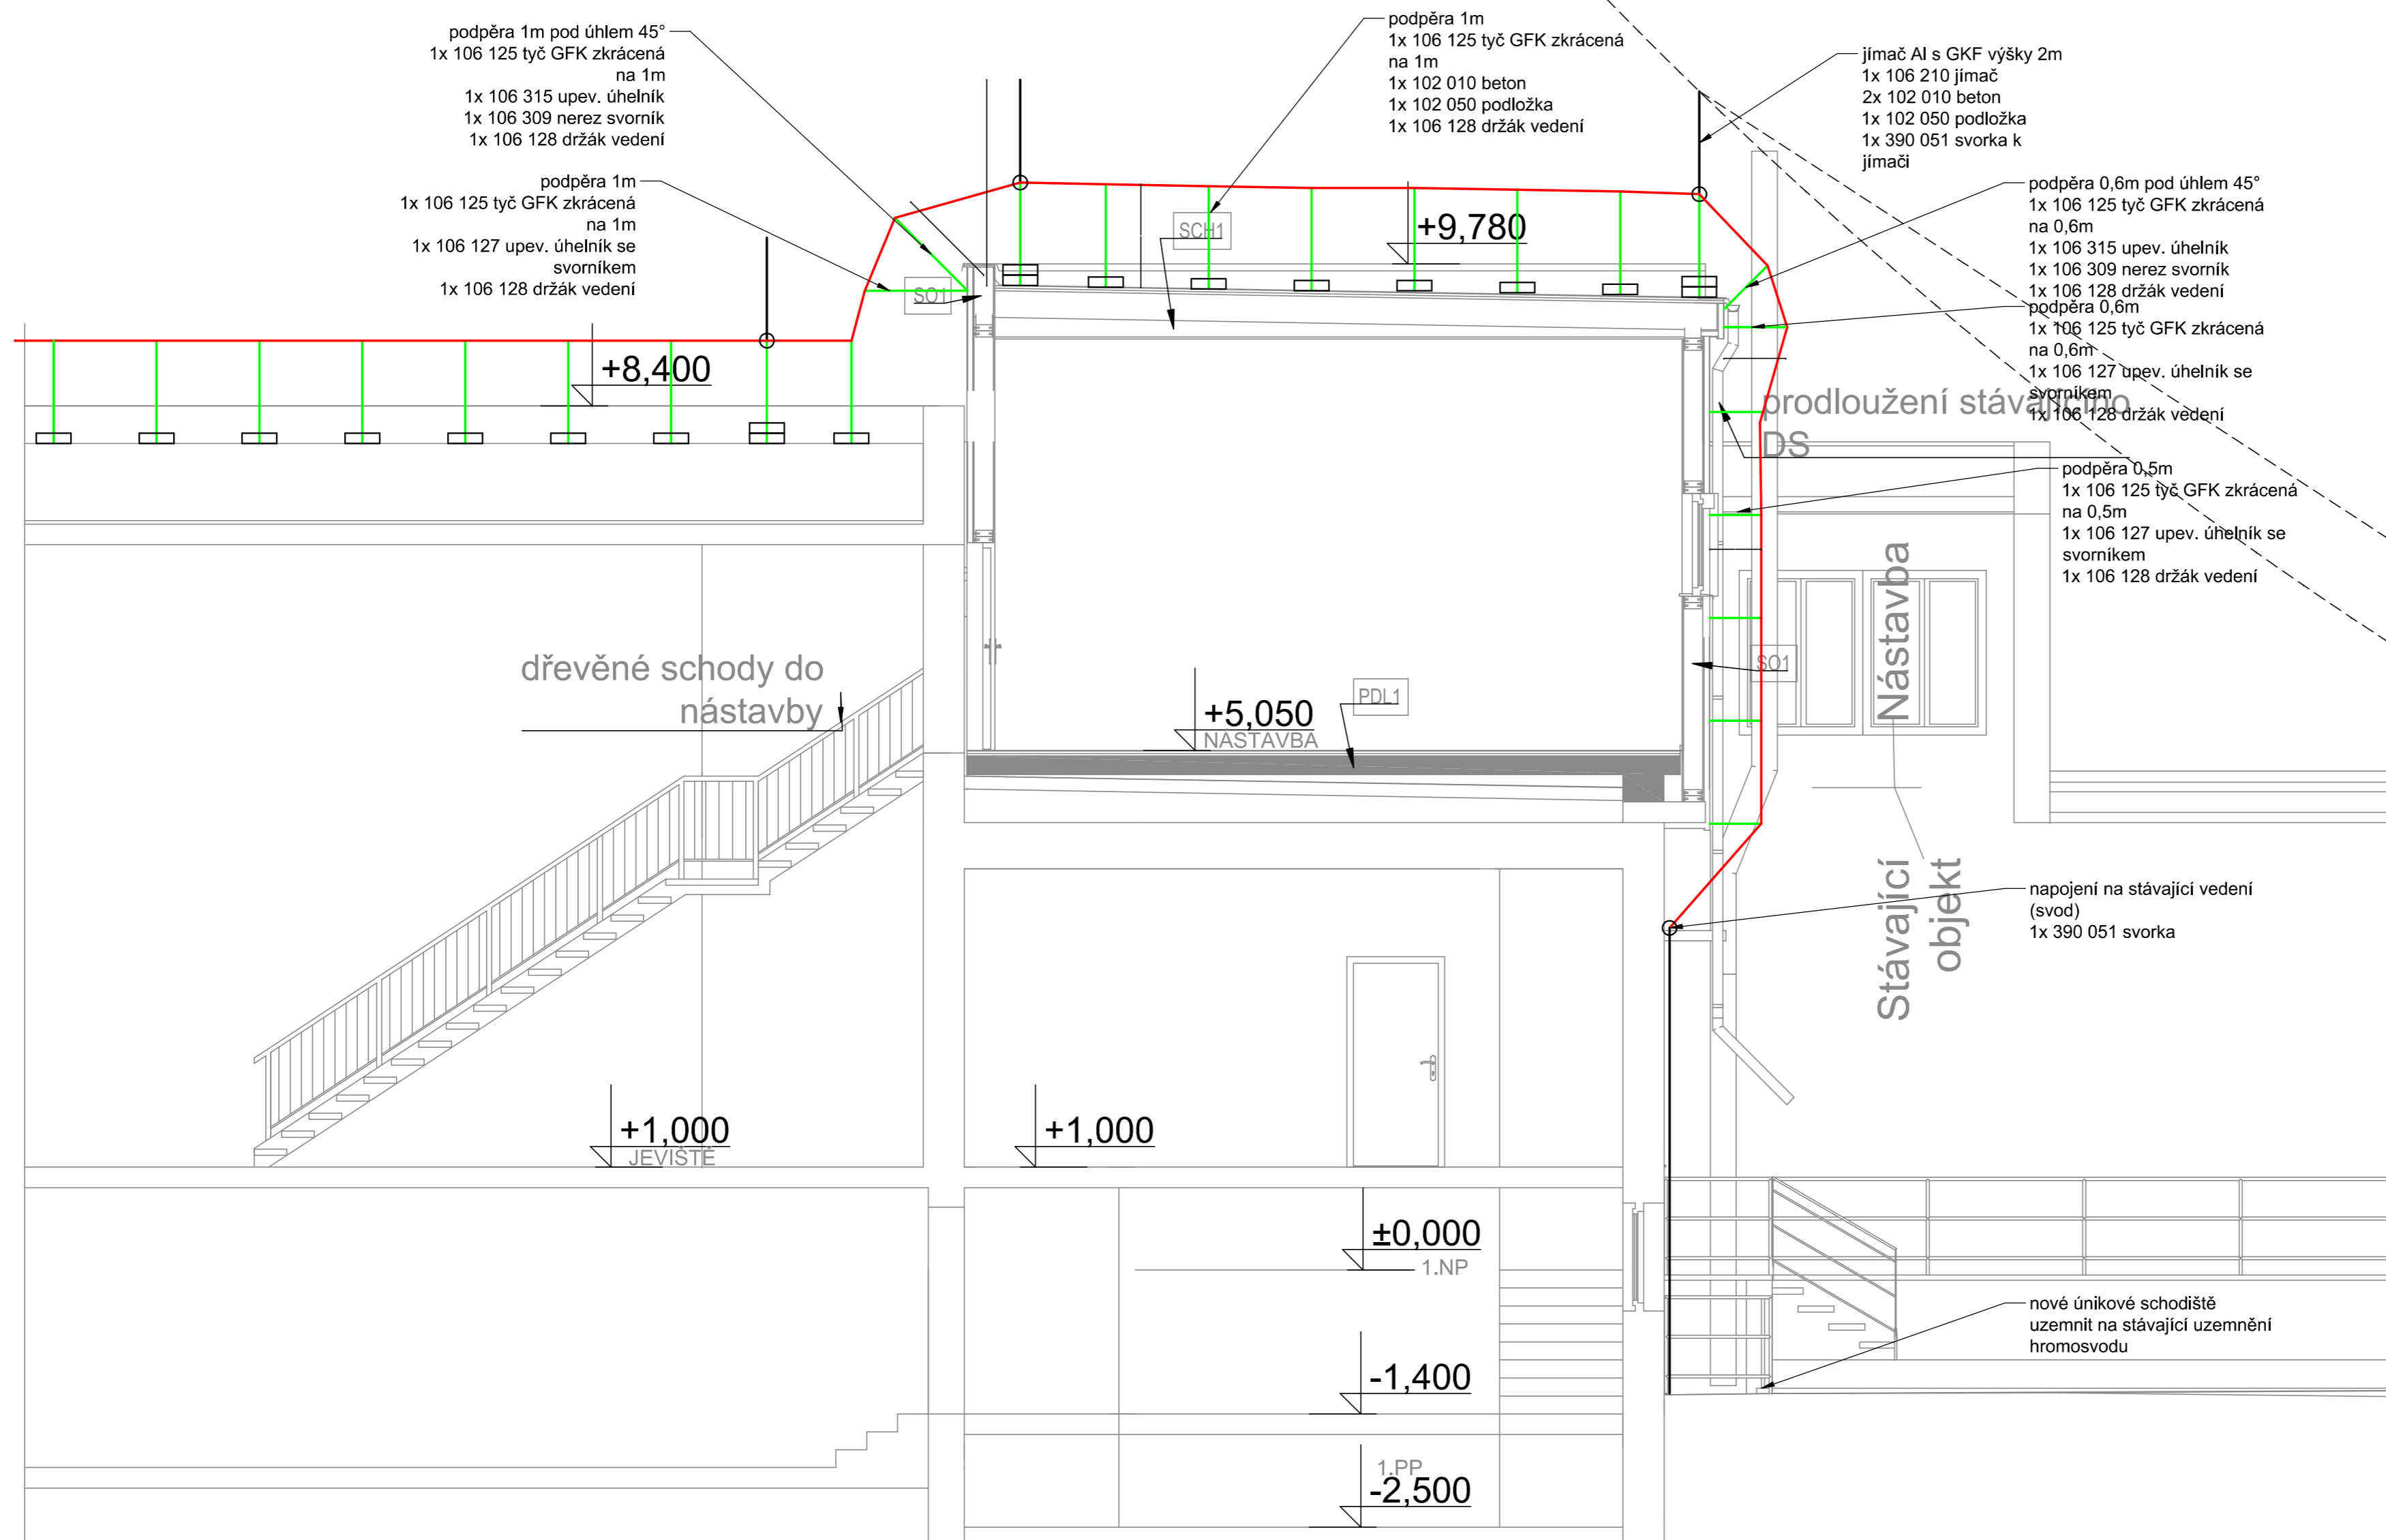 podpěra 1m pod úhlem 45°
1x 106 125 tyč GFK zkrácená
na 1m
1x 106 315 upev. úhelník
1x 106 309 nerez svorník
1x 106 128 držák vedení
podpěra 1m
1x 106 125 tyč GFK zkrácená
na 1m
1x 106 127 upev. úhelník se
svorníkem
1x 106 128 držák vedení
podpěra 1m
1x 106 125 tyč GFK zkrácená
na 1m
1x 102 010 beton
1x 102 050 podložka
1x 106 128 držák vedení
jímač Al s GKF výšky 2m
1x 106 210 jímač
2x 102 010 beton
1x 102 050 podložka
1x 390 051 svorka k
jímači
podpěra 0,6m pod úhlem 45°
1x 106 125 tyč GFK zkrácená
na 0,6m
1x 106 315 upev. úhelník
1x 106 309 nerez svorník
1x 106 128 držák vedení
podpěra 0,6m
1x 106 125 tyč GFK zkrácená
na 0,6m
1x 106 127 upev. úhelník se
svorníkem
1x 106 128 držák vedení
prodloužení stávajícího
DS
podpěra 0,5m
1x 106 125 tyč GFK zkrácená
na 0,5m
1x 106 127 upev. úhelník se
svorníkem
1x 106 128 držák vedení
SCH1
+9,780
SO1
+8,400
dřevěné schody do
nástavby
+5,050
NÁSTAVBA
PDL1
SO1
Nástavba
Stávající
objekt
napojení na stávající vedení
(svod)
1x 390 051 svorka
+1,000
JEVIŠTĚ
+1,000
±0,000
1.NP
nové únikové schodiště
uzemnit na stávající uzemnění
hromosvodu
-1,400
1.PP
-2,500